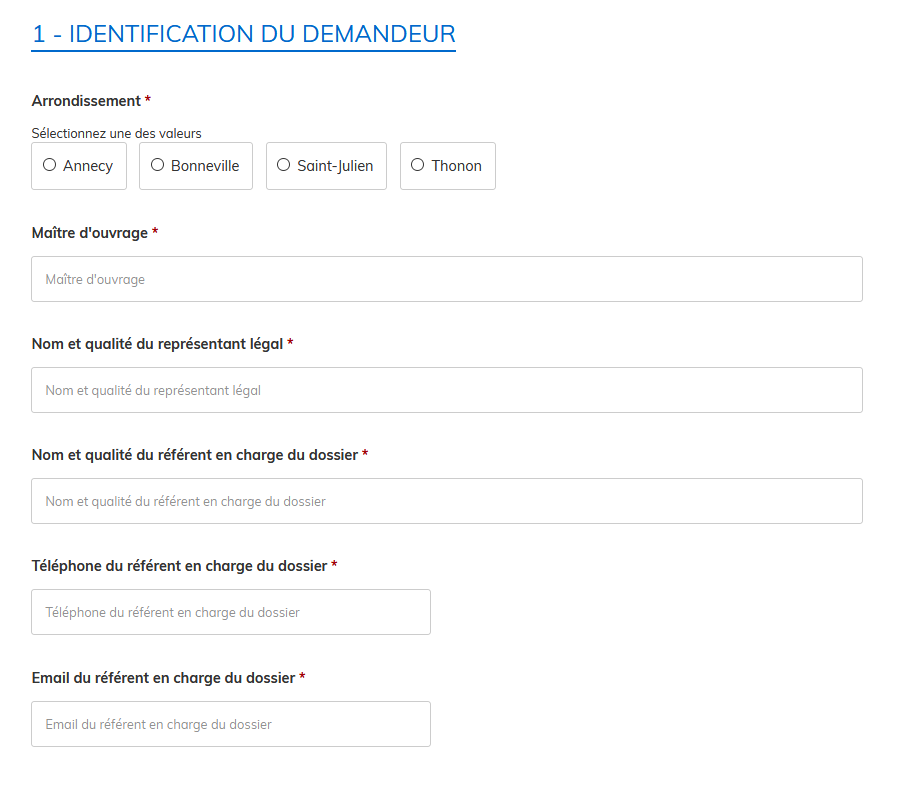 1 - IDENTIFICATION DU DEMANDEUR
Arrondissement *
Sélectionnez une des valeurs
Annecy Bonneville Saint-Julien Thonon
Maître d'ouvrage *
Maître d'ouvrage
Nom et qualité du représentant légal *
Nom et qualité du représentant légal
Nom et qualité du référent en charge du dossier *
Nom et qualité du référent en charge du dossier
Téléphone du référent en charge du dossier *
Téléphone du référent en charge du dossier
Email du référent en charge du dossier *
Email du référent en charge du dossier